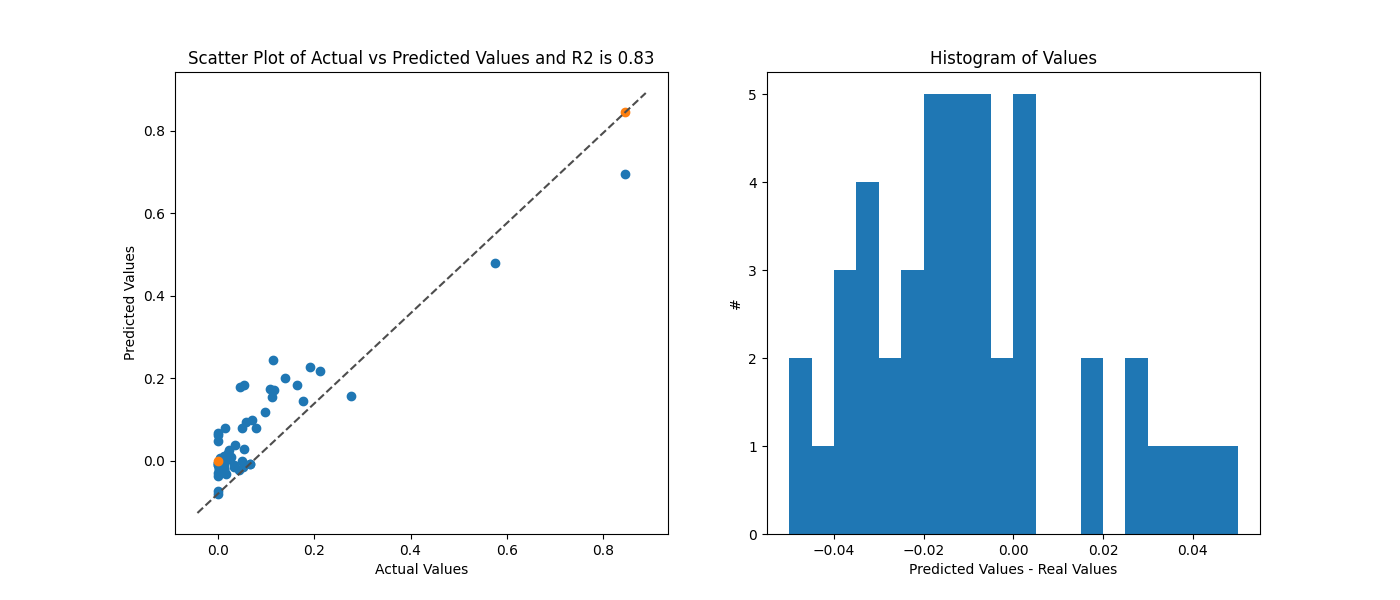 Scatter Plot of Actual vs Predicted Values and R2 is 0.83
Predicted Values
0.8
0.6
0.4
0.2
0.0
0.0 0.2 0.4 0.6 0.8
Actual Values
Histogram of Values
#
5
4
3
2
1
0
−0.04 −0.02 0.00 0.02 0.04
Predicted Values - Real Values